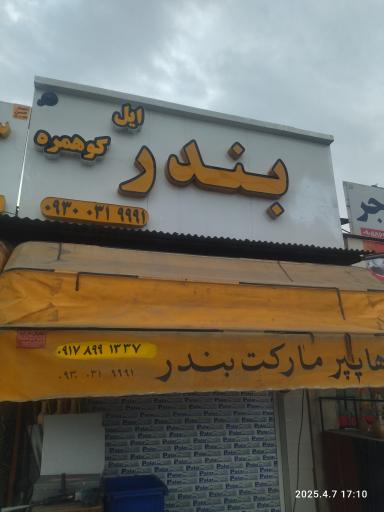 ایل
بندر
کوهمره
۰۹۳۰ ۰۳۱ ۹۹۹۱
هایپر مارکت بندر
۰۹۱۷ ۸۹۹ ۱۳۳۷
۰۹۳۰ ۰۳۱ ۹۹۹۱
جر
2025.4.7 17:10